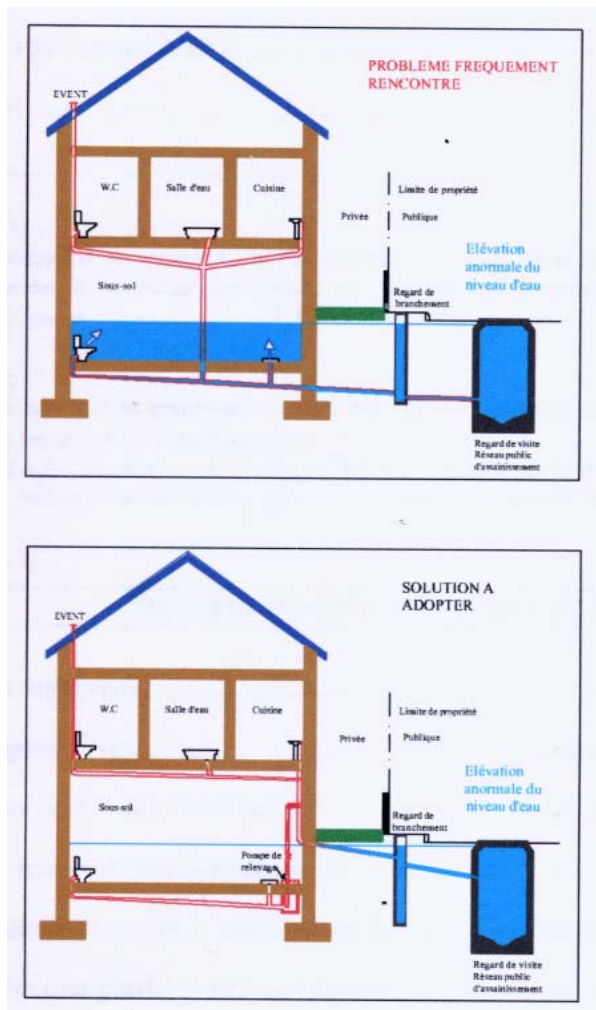 PROBLEME FREQUEMENT
RENCONTRE
EVENT
W.C
Salle d'eau
Cuisine
Limite de propriété
Privée
Publique
Elévation
anormale du
niveau d'eau
Sous-sol
Regard de
branchement
Regard de visite
Réseau public
d'assainissement
SOLUTION A
ADOPTER
EVENT
W.C
Salle d'eau
Cuisine
Limite de propriété
Privée
Publique
Elévation
anormale du
niveau d'eau
Sous-sol
Regard de
branchement
Pompe de
relevage
Regard de visite
Réseau public
d'assainissement